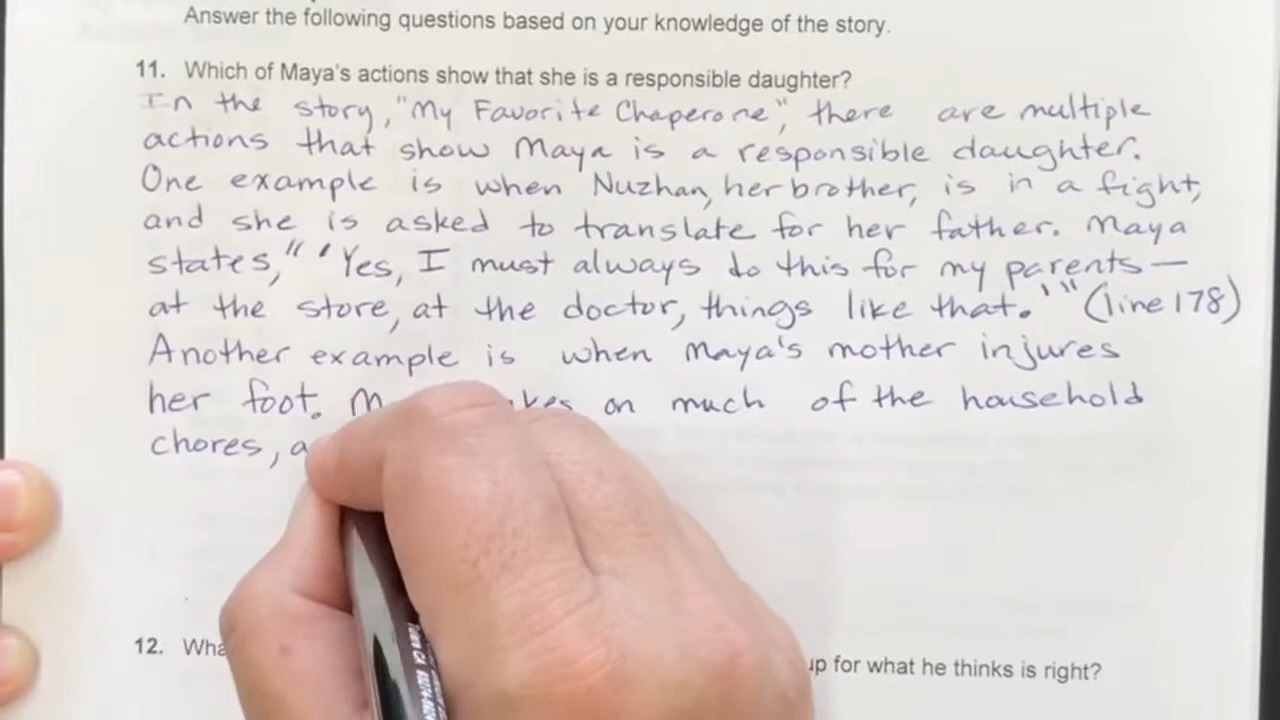 Answer the following questions based on your knowledge of the story.
11. Which of Maya's actions show that she is a responsible daughter?
In the story, "My Favorite Chaperone", there are multiple
actions that show Maya is a responsible daughter.
One example is when Nuzhan, her brother, is in a fight,
and she is asked to translate for her father. Maya
states, "'Yes, I must always do this for my parents—
at the store, at the doctor, things like that.'" (line 178)
Another example is when Maya's mother injures
her foot. on much of the household
chores,
12. up for what he thinks is right?